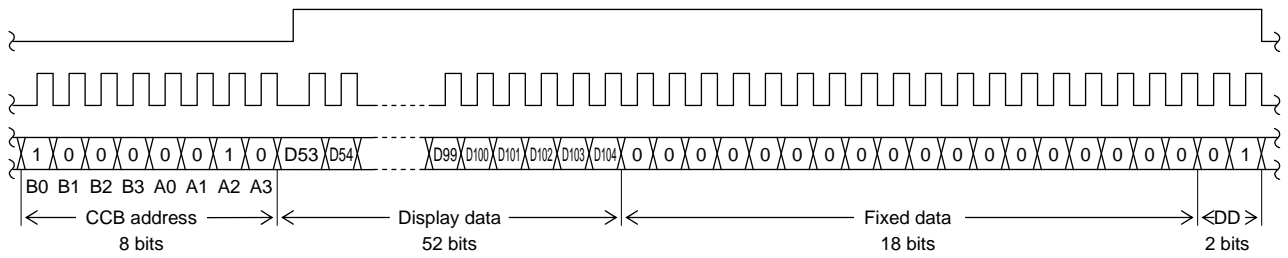 1 0 0 0 0 0 1 0 D53 D54 D99 D100 D101 D102 D103 D104 0 0 0 0 0 0 0 0 0 0 0 0 0 0 0 0 0 0 0 1
B0 B1 B2 B3 A0 A1 A2 A3
CCB address Display data Fixed data DD
8 bits 52 bits 18 bits 2 bits